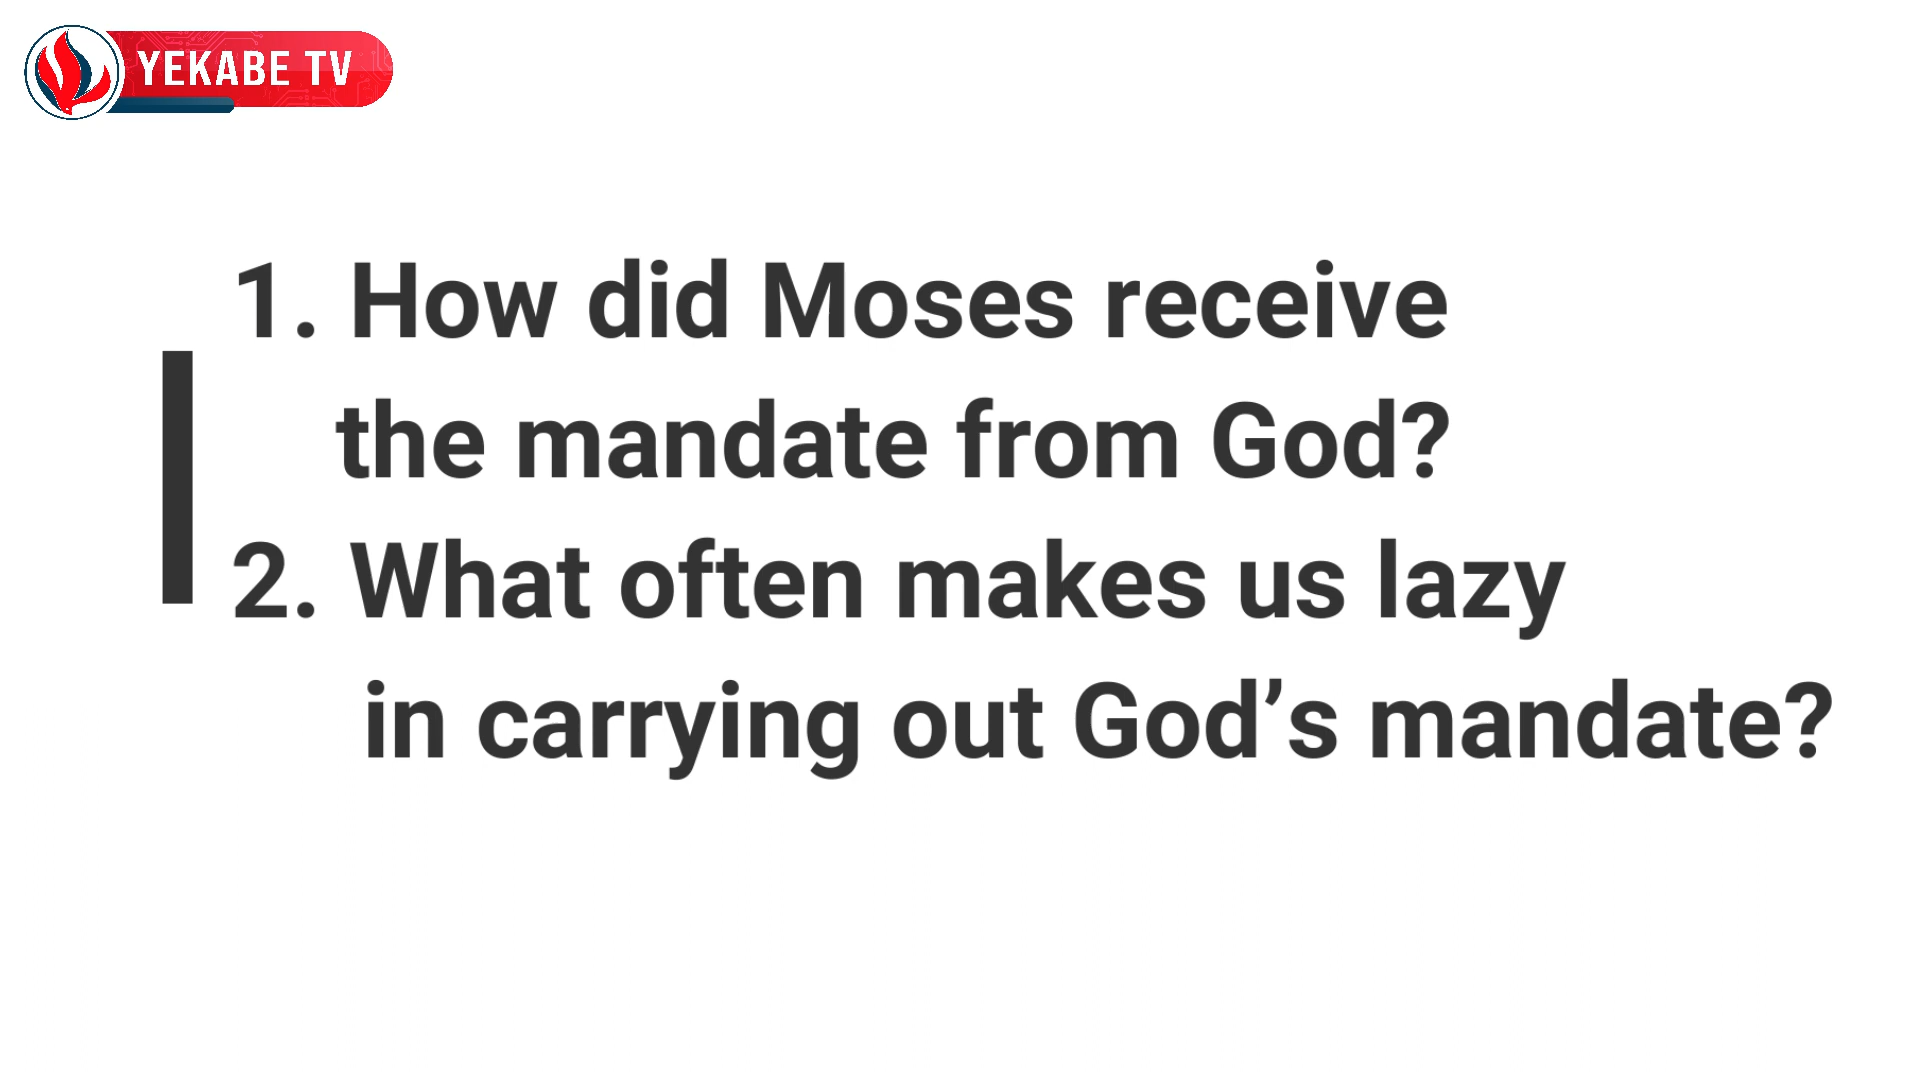 YEKABE TV
1. How did Moses receive
the mandate from God?
2. What often makes us lazy
in carrying out God’s mandate?